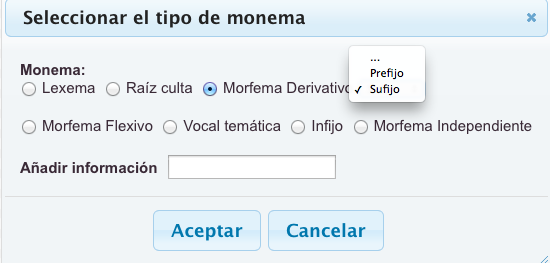 Seleccionar el tipo de monema
Monema:
Lexema Raíz culta Morfema Derivativo
...
Prefijo
✓ Sufijo
Morfema Flexivo Vocal temática Infijo Morfema Independiente
Añadir información
Aceptar Cancelar